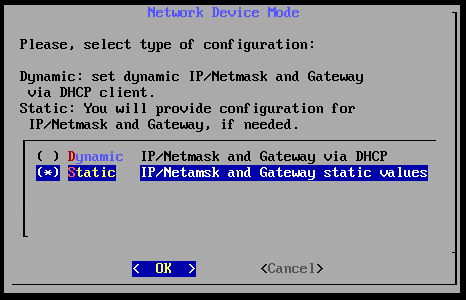 Network Device Mode
Please, select type of configuration:
Dynamic: set dynamic IP/Netmask and Gateway
via DHCP client.
Static: You will provide configuration for
IP/Netmask and Gateway, if needed.
( ) Dynamic IP/Netmask and Gateway via DHCP
(*) Static IP/Netamsk and Gateway static values
< OK > <Cancel>